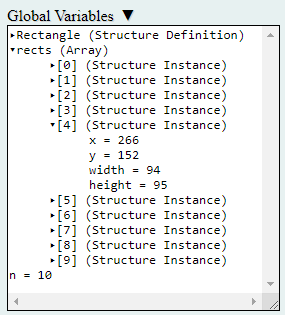 Global Variables ▼
▸Rectangle (Structure Definition)
▾rects (Array)
▸[0] (Structure Instance)
▸[1] (Structure Instance)
▸[2] (Structure Instance)
▸[3] (Structure Instance)
▾[4] (Structure Instance)
x = 266
y = 152
width = 94
height = 95
▸[5] (Structure Instance)
▸[6] (Structure Instance)
▸[7] (Structure Instance)
▸[8] (Structure Instance)
▸[9] (Structure Instance)
n = 10